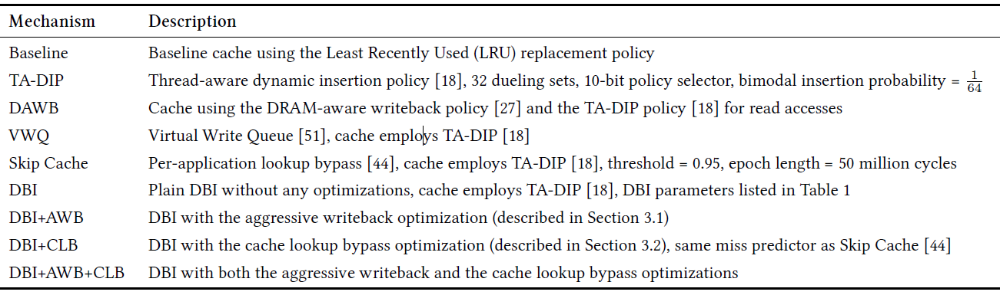 Mechanism Description
Baseline Baseline cache using the Least Recently Used (LRU) replacement policy
TA-DIP Thread-aware dynamic insertion policy [18], 32 dueling sets, 10-bit policy selector, bimodal insertion probability = 1/64
DAWB Cache using the DRAM-aware writeback policy [27] and the TA-DIP policy [18] for read accesses
VWQ Virtual Write Queue [51], cache employs TA-DIP [18]
Skip Cache Per-application lookup bypass [44], cache employs TA-DIP [18], threshold = 0.95, epoch length = 50 million cycles
DBI Plain DBI without any optimizations, cache employs TA-DIP [18], DBI parameters listed in Table 1
DBI+AWB DBI with the aggressive writeback optimization (described in Section 3.1)
DBI+CLB DBI with the cache lookup bypass optimization (described in Section 3.2), same miss predictor as Skip Cache [44]
DBI+AWB+CLB DBI with both the aggressive writeback and the cache lookup bypass optimizations